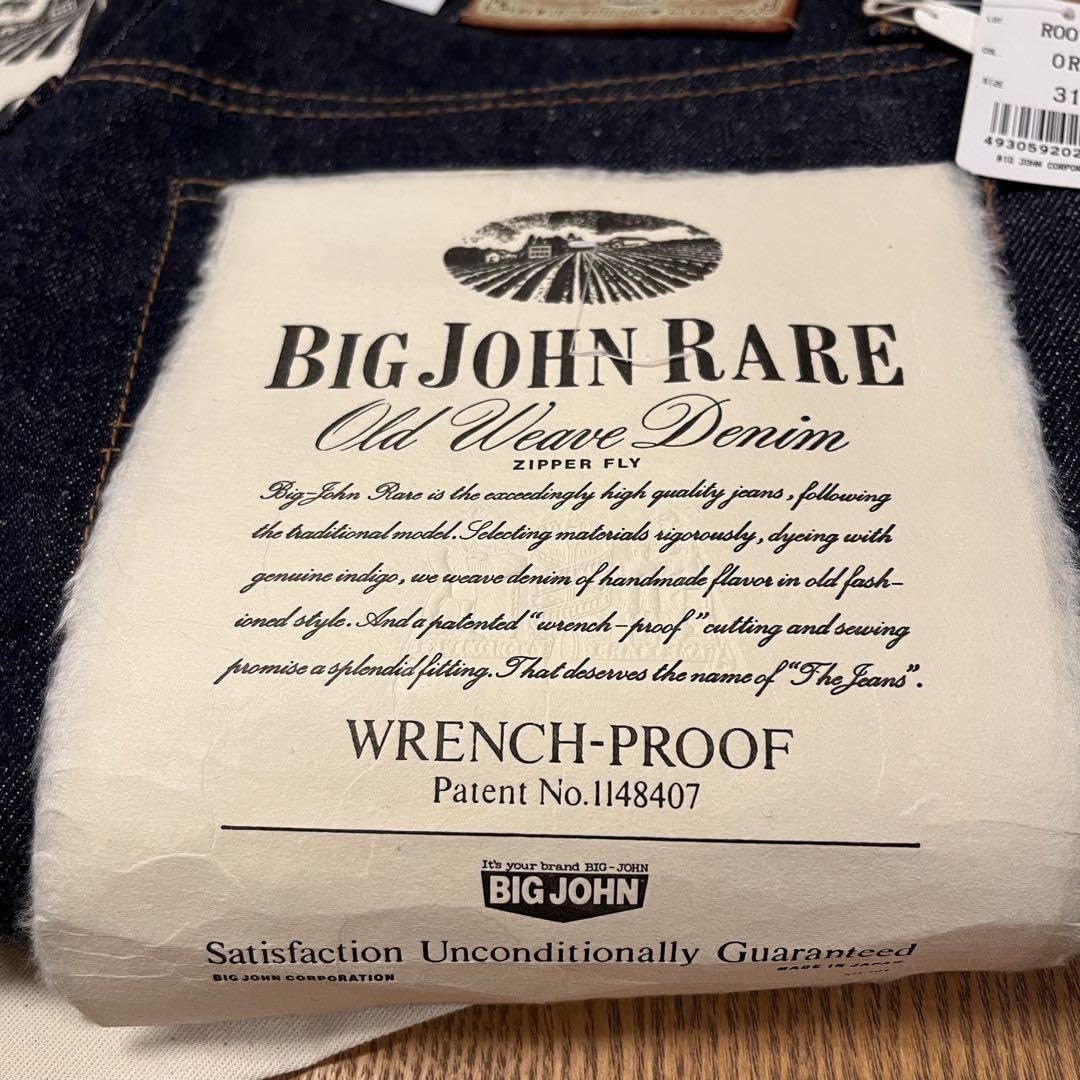 ROO
OR
SIZE
31
493059202
BIG JOHN CORPOR
BIG JOHN RARE
Old Weave Denim
ZIPPER FLY
Big-John Rare is the exceedingly high quality jeans, following
the traditional model. Selecting materials rigorously, dyeing with
genuine indigo, we weave denim of handmade flavor in old fash-
ioned style. And a patented "wrench-proof" cutting and sewing
promise a splendid fitting. That deserves the name of "The Jeans".
WRENCH-PROOF
Patent No.1148407
It's your brand BIG-JOHN
BIG JOHN
Satisfaction Unconditionally Guaranteed
BIG JOHN CORPORATION
MADE IN JAPAN